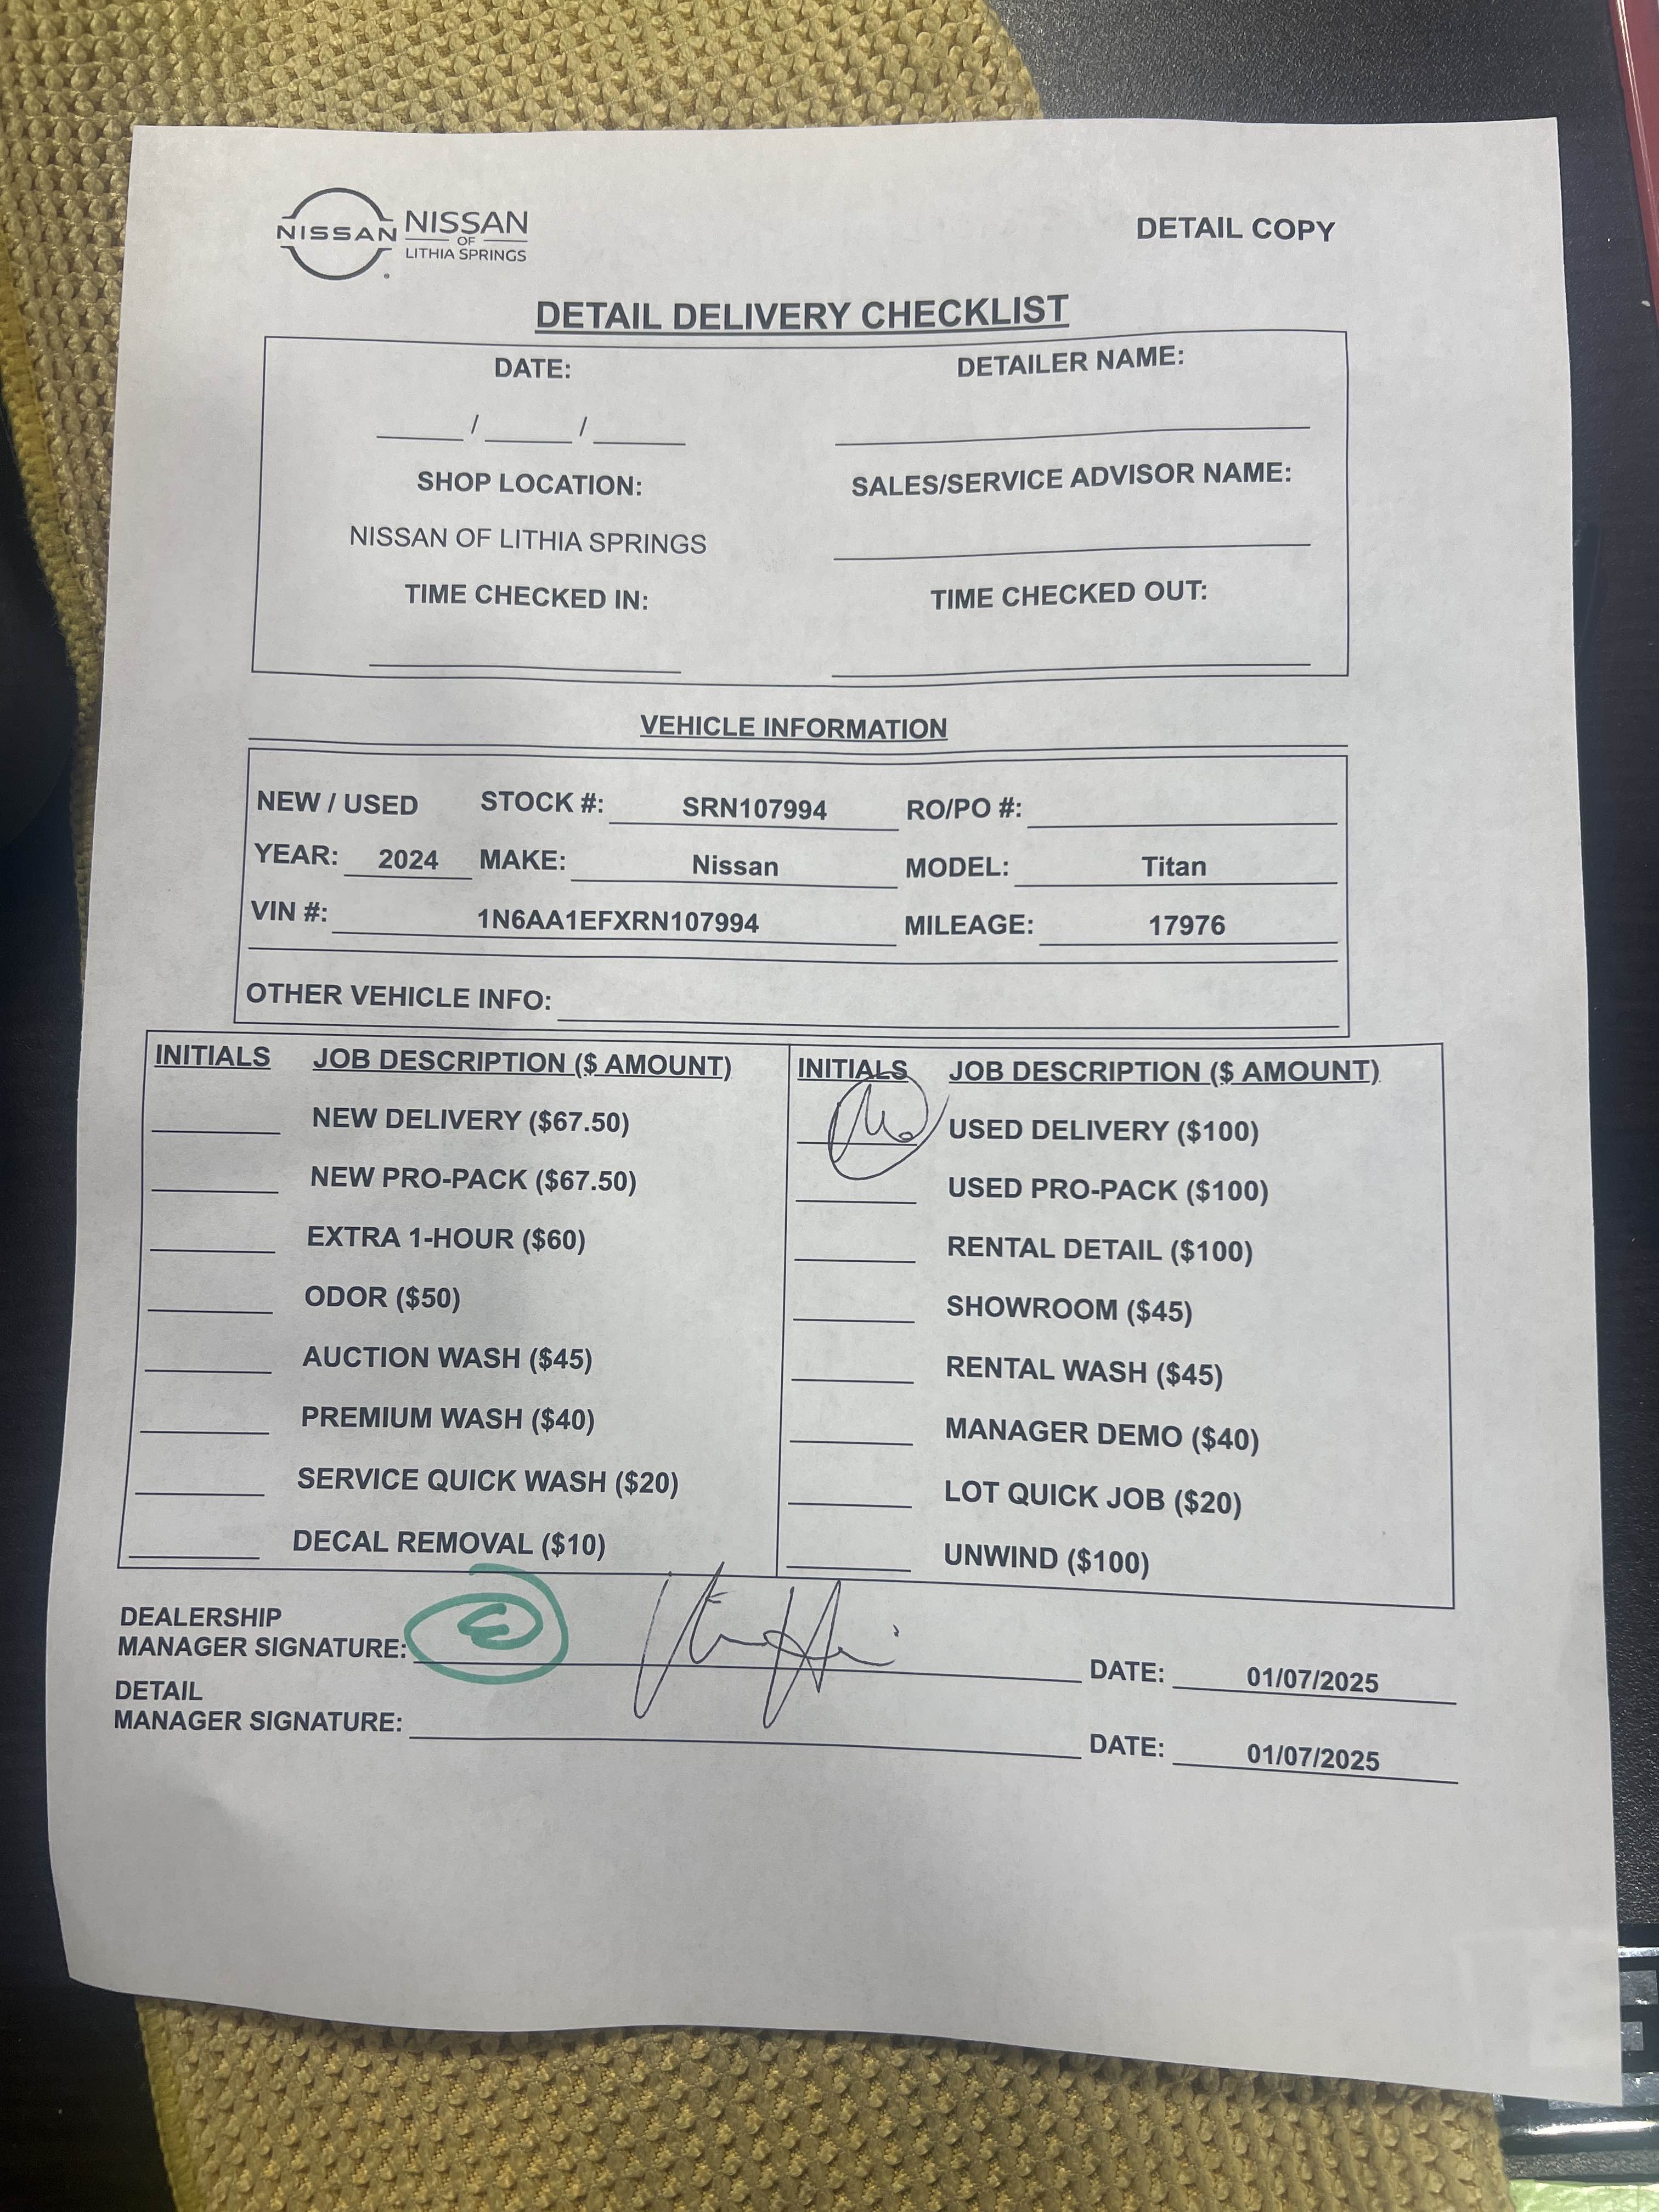 NISSAN
NISSAN
OF
LITHIA SPRINGS
DETAIL COPY
DETAIL DELIVERY CHECKLIST
DATE: DETAILER NAME:
____ / ____ / ____ ____________________
SHOP LOCATION: SALES/SERVICE ADVISOR NAME:
NISSAN OF LITHIA SPRINGS ____________________
TIME CHECKED IN: TIME CHECKED OUT:
VEHICLE INFORMATION
NEW / USED STOCK #: SRN107994 RO/PO #:
YEAR: 2024 MAKE: Nissan MODEL: Titan
VIN #: 1N6AA1EFXRN107994 MILEAGE: 17976
OTHER VEHICLE INFO:
INITIALS JOB DESCRIPTION ($ AMOUNT) INITIALS JOB DESCRIPTION ($ AMOUNT)
NEW DELIVERY ($67.50) USED DELIVERY ($100)
NEW PRO-PACK ($67.50) USED PRO-PACK ($100)
EXTRA 1-HOUR ($60) RENTAL DETAIL ($100)
ODOR ($50) SHOWROOM ($45)
AUCTION WASH ($45) RENTAL WASH ($45)
PREMIUM WASH ($40) MANAGER DEMO ($40)
SERVICE QUICK WASH ($20) LOT QUICK JOB ($20)
DECAL REMOVAL ($10) UNWIND ($100)
DEALERSHIP
MANAGER SIGNATURE: DATE: 01/07/2025
DETAIL
MANAGER SIGNATURE: DATE: 01/07/2025